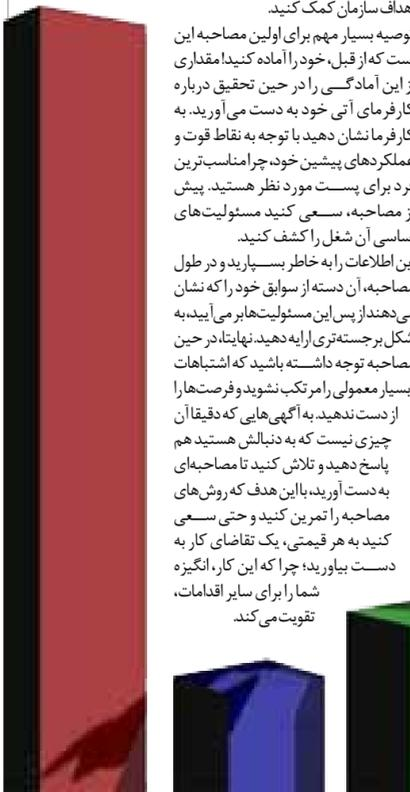 هداف سازمان کمک کنید.
توصیه بسیار مهم برای اولین مصاحبه این
ست که از قبل، خود را آماده کنید! مقداری
ز این آمادگــی را در حین تحقیق درباره
کارفرمای آتی خود به دست می‌آورید. به
کارفرما نشان دهید با توجه به نقاط قوت و
عملکردهای پیشین خود، چرا مناسب‌ترین
فرد برای پســت مورد نظر هستید. پیش
ز مصاحبه، ســعی کنید مسئولیت‌های
ساسی آن شغل را کشف کنید.
ین اطلاعات را به خاطر بســپارید و در طول
مصاحبه، آن دسته از سوابق خود را که نشان
می‌دهند از پس این مسئولیت‌ها بر می‌آیید، به
شکل برجسته‌تری ارایه دهید. نهایتا، در حین
مصاحبه توجه داشــته باشید که اشتباهات
بسیار معمولی را مرتکب نشوید و فرصت‌ها را
از دست ندهید. به آگهی‌هایی که دقیقا آن
چیزی نیست که به دنبالش هستید هم
پاسخ دهید و تلاش کنید تا مصاحبه‌ای
به دست آورید، با این هدف که روش‌های
مصاحبه را تمرین کنید و حتی ســعی
کنید به هر قیمتی، یک تقاضای کار به
دســت بیاورید؛ چرا که این کار، انگیزه
شما را برای سایر اقدامات،
تقویت می‌کند.